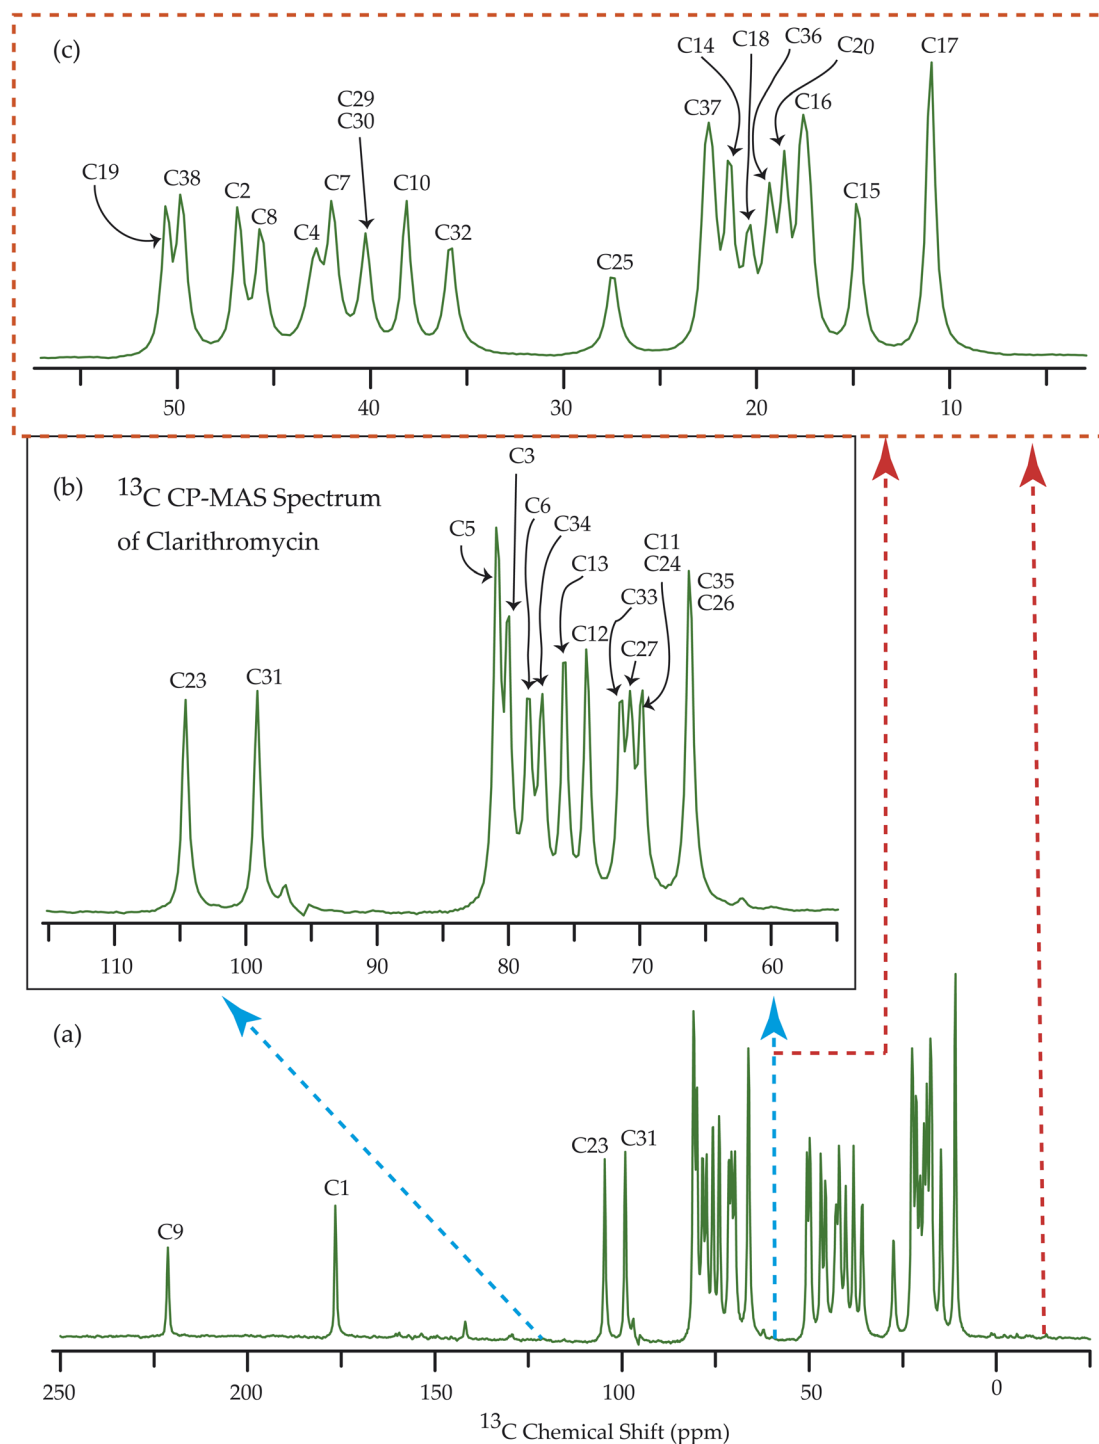 (c)
C14
C18
C36
C20
C17
C29
C30
C37
C16
C19
C38
C2
C8
C4
C7
C10
C32
C25
C15
50
40
30
20
10
(b)
13C CP-MAS Spectrum
of Clarithromycin
C3
C5
C6
C34
C13
C11
C24
C33
C12
C27
C35
C26
C23
C31
110
100
90
80
70
60
(a)
C9
C1
C23
C31
250
200
150
100
50
0
13C Chemical Shift (ppm)